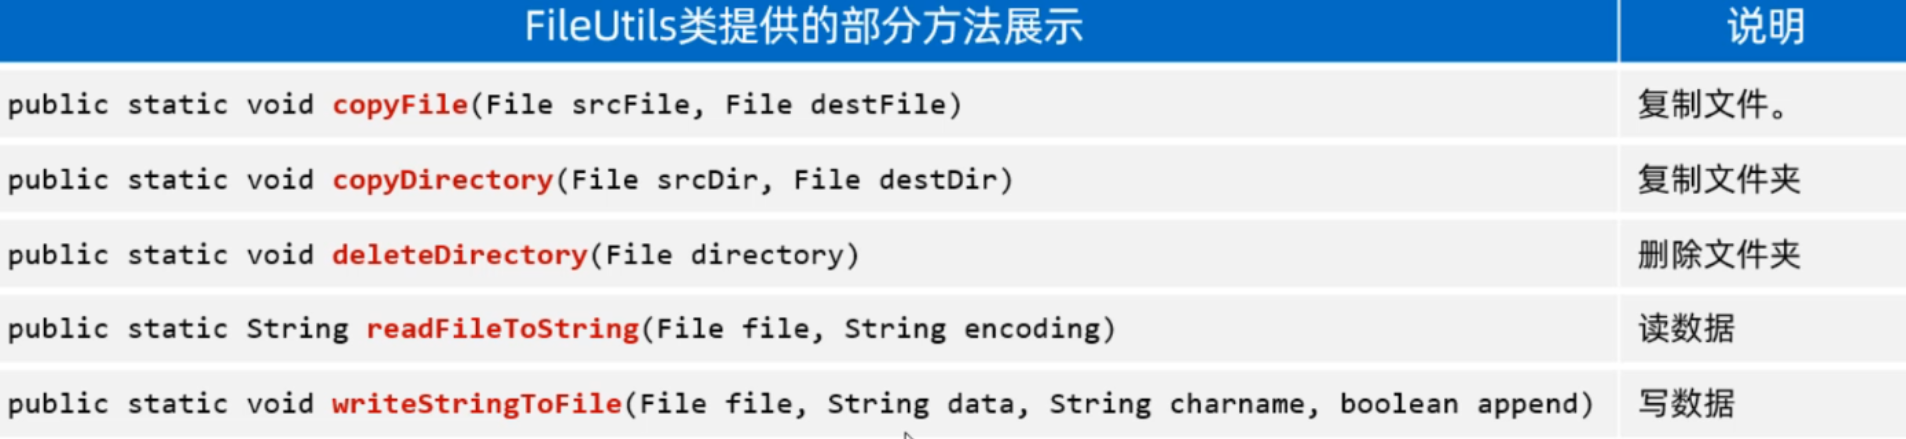 FileUtils类提供的部分方法展示 说明
public static void copyFile(File srcFile, File destFile) 复制文件。
public static void copyDirectory(File srcDir, File destDir) 复制文件夹
public static void deleteDirectory(File directory) 删除文件夹
public static String readFileToString(File file, String encoding) 读数据
public static void writeStringToFile(File file, String data, String charname, boolean append) 写数据